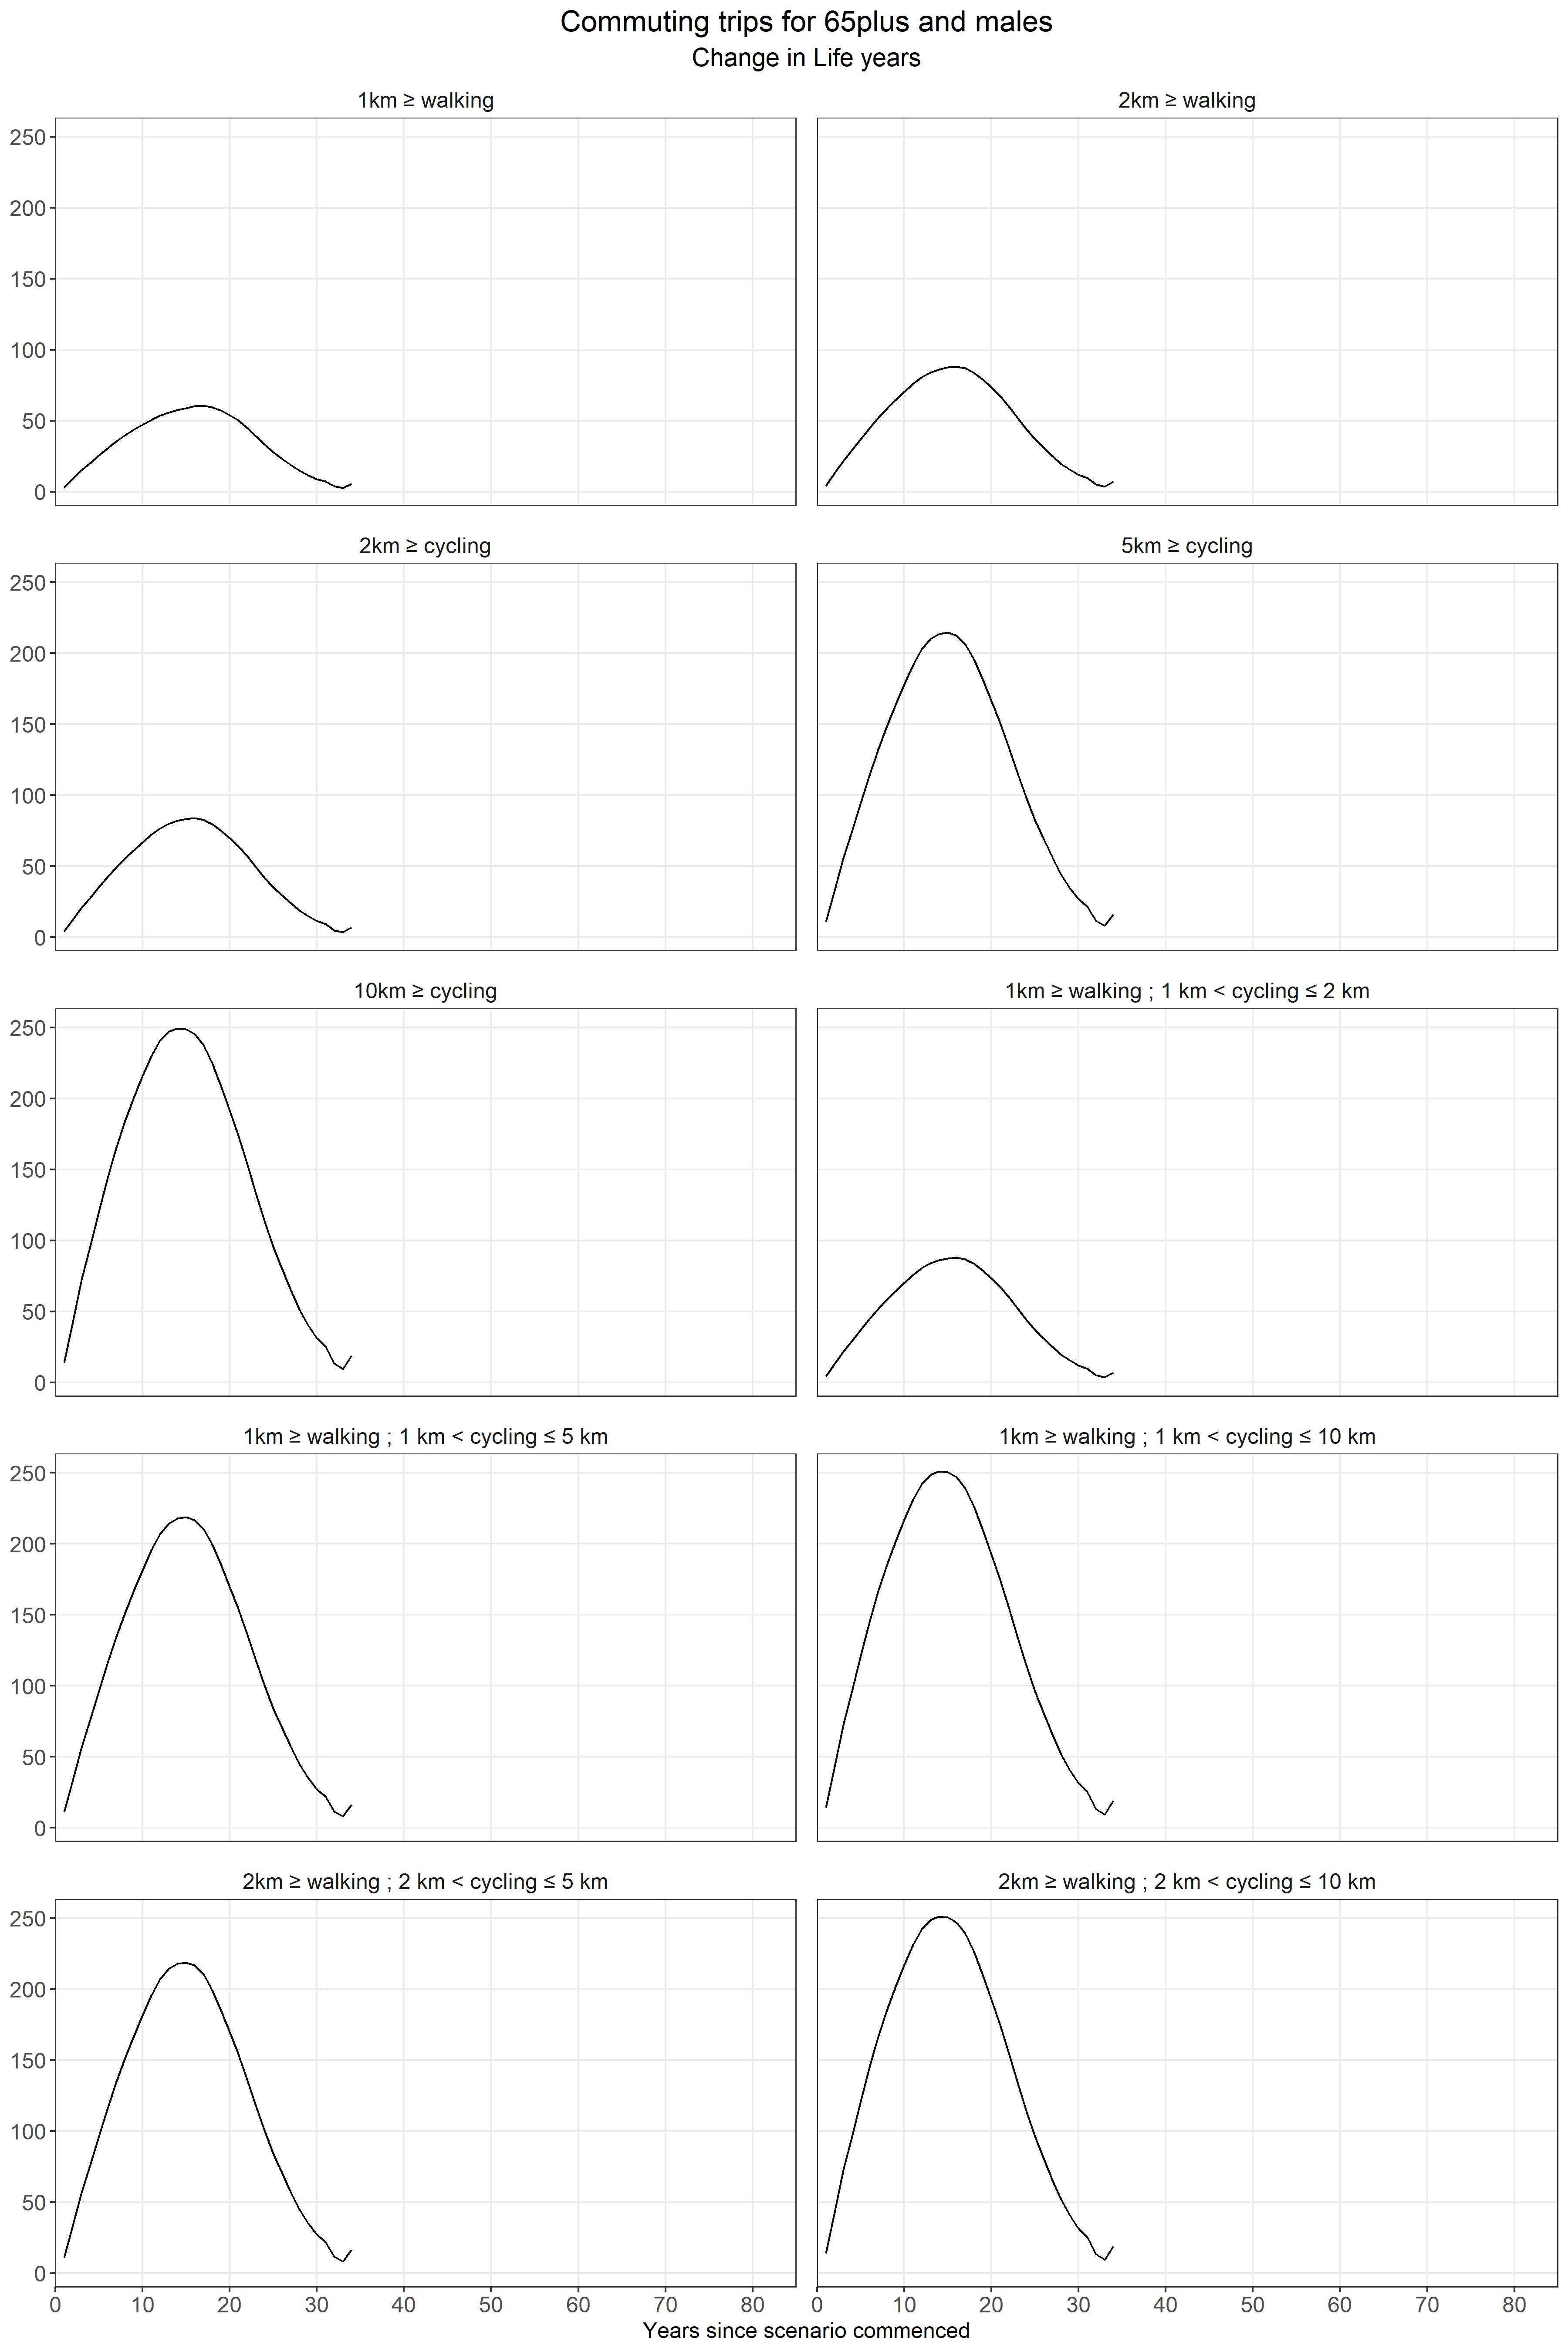 Commuting trips for 65plus and males
Change in Life years
1km ≥ walking
2km ≥ walking
250
200
150
100
50
0
2km ≥ cycling
5km ≥ cycling
250
200
150
100
50
0
10km ≥ cycling
1km ≥ walking ; 1 km < cycling ≤ 2 km
250
200
150
100
50
0
1km ≥ walking ; 1 km < cycling ≤ 5 km
1km ≥ walking ; 1 km < cycling ≤ 10 km
250
200
150
100
50
0
2km ≥ walking ; 2 km < cycling ≤ 5 km
2km ≥ walking ; 2 km < cycling ≤ 10 km
250
200
150
100
50
0
0 10 20 30 40 50 60 70 80
0 10 20 30 40 50 60 70 80
Years since scenario commenced